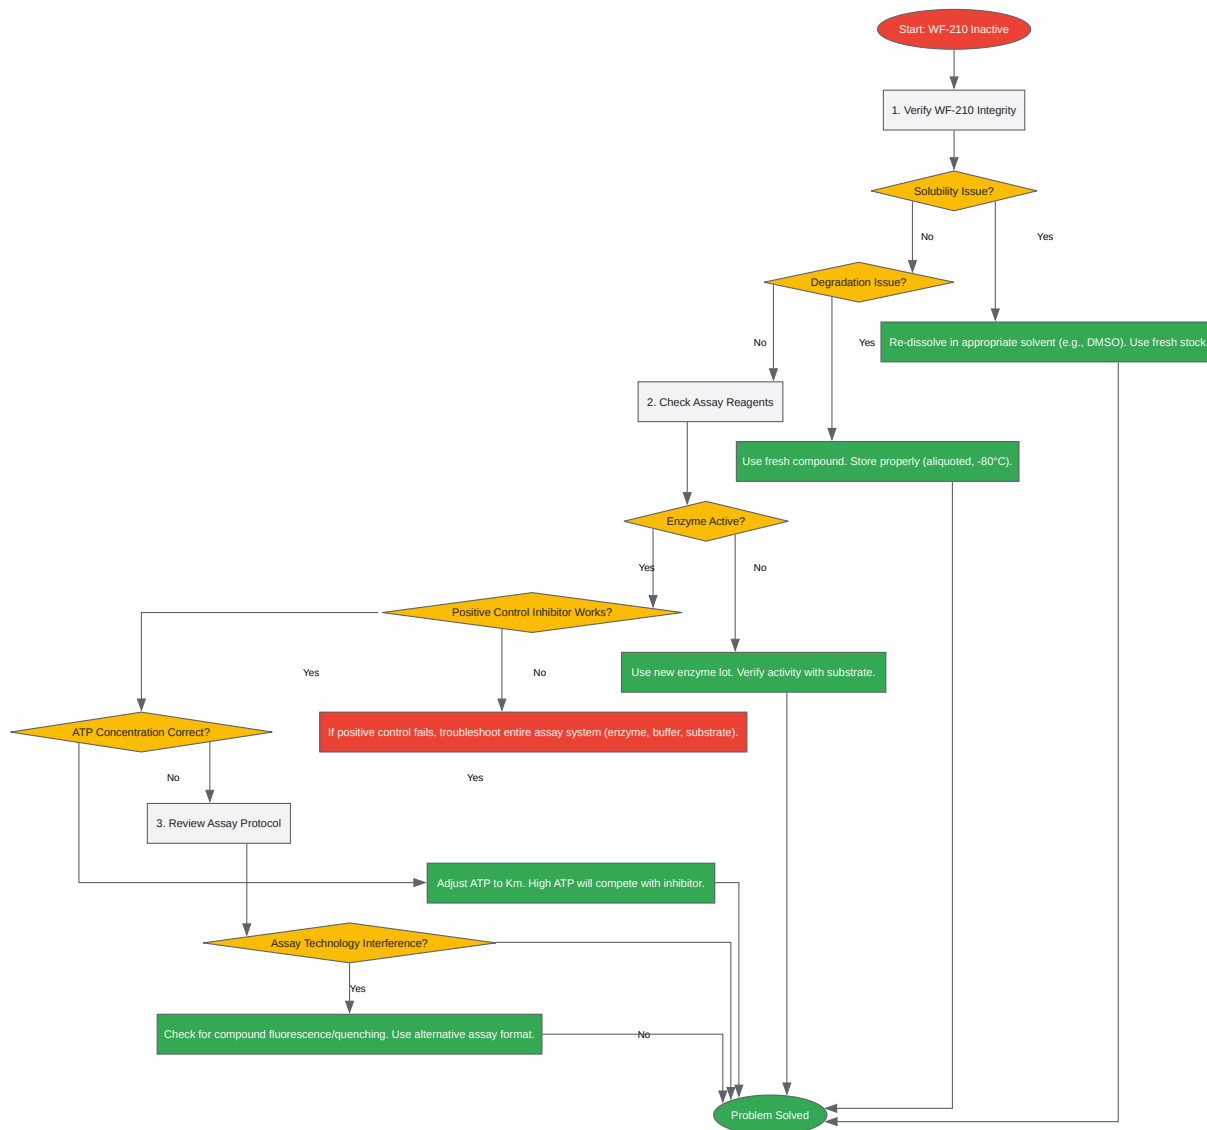 Start: WF-210 Inactive
1. Verify WF-210 Integrity
Solubility Issue?
No
Yes
Degradation Issue?
No
Yes
Re-dissolve in appropriate solvent (e.g., DMSO). Use fresh stock.
2. Check Assay Reagents
Use fresh compound. Store properly (aliquoted, -80°C).
Enzyme Active?
Yes
No
Positive Control Inhibitor Works?
Yes
No
Use new enzyme lot. Verify activity with substrate.
ATP Concentration Correct?
If positive control fails, troubleshoot entire assay system (enzyme, buffer, substrate).
No
Yes
3. Review Assay Protocol
Adjust ATP to Km. High ATP will compete with inhibitor.
Assay Technology Interference?
Yes
Check for compound fluorescence/quenching. Use alternative assay format.
No
Problem Solved